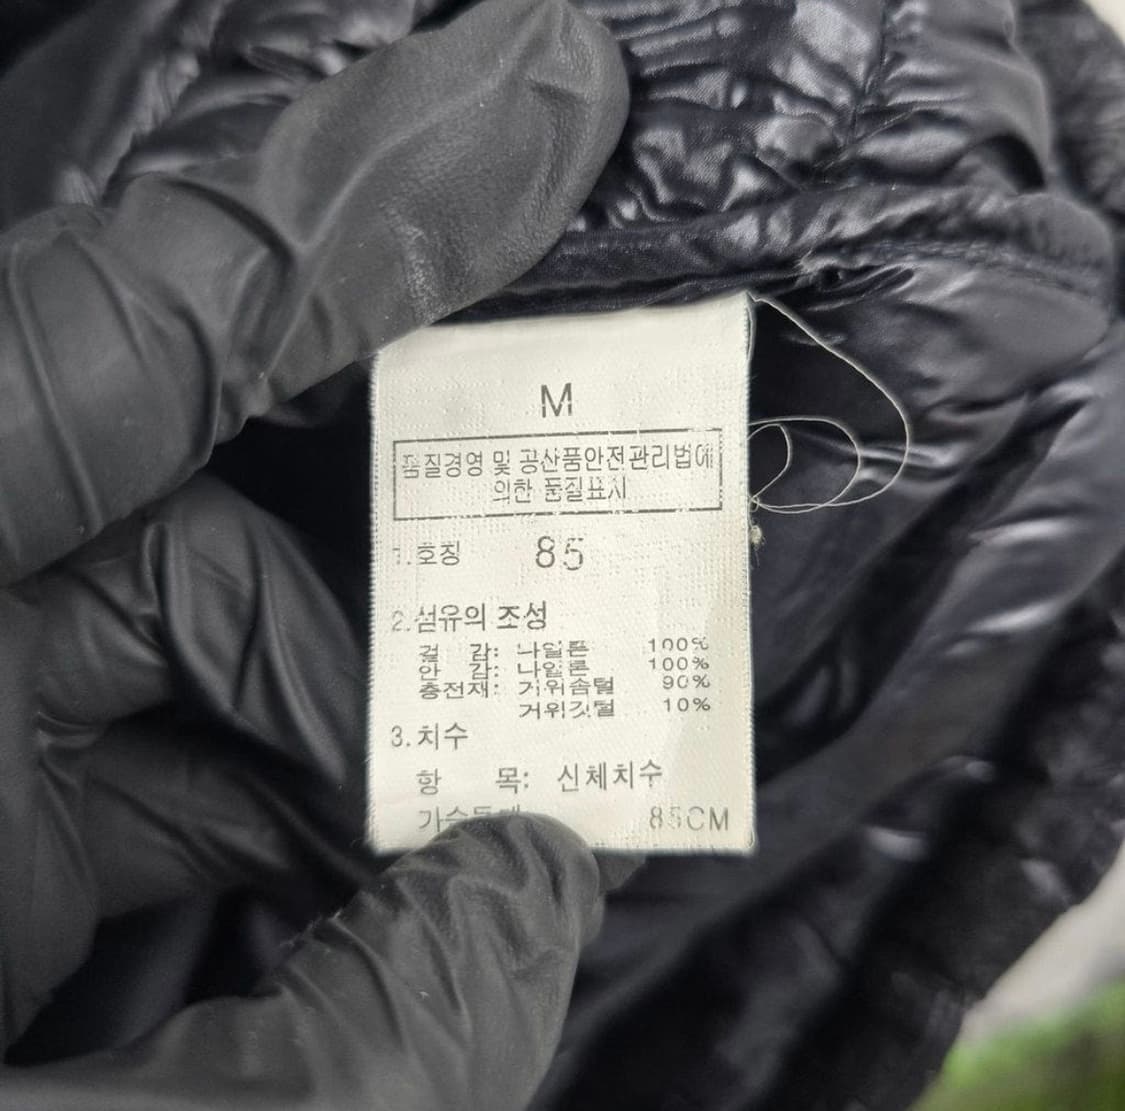 M
품질경영 및 공산품안전관리법에
의한 품질표시
1. 호칭 85
2. 섬유의 조성
겉 감: 나일론 100%
안 감: 나일론 100%
충전재: 거위솜털 90%
거위깃털 10%
3. 치수
항 목: 신체치수
85CM